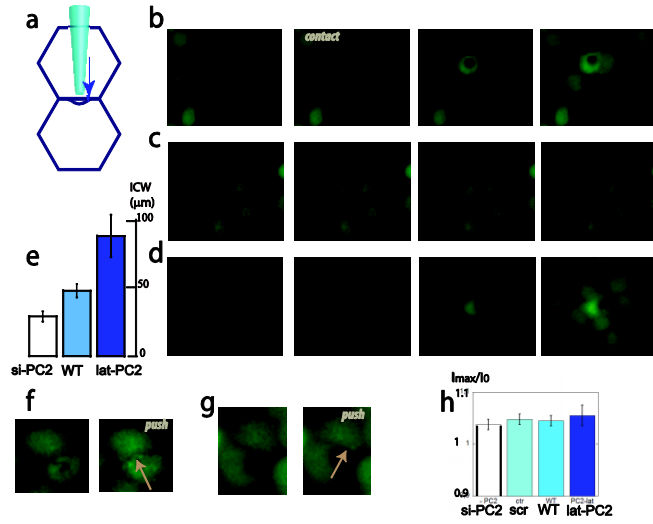 a
b
contact
c
ICW
(μm)
100
50
0
e
d
si-PC2 WT lat-PC2
f
push
g
push
h
Imax/I0
1.1
1
0.9
- PC2 ctr WT PC2-lat
si-PC2 scr WT lat-PC2